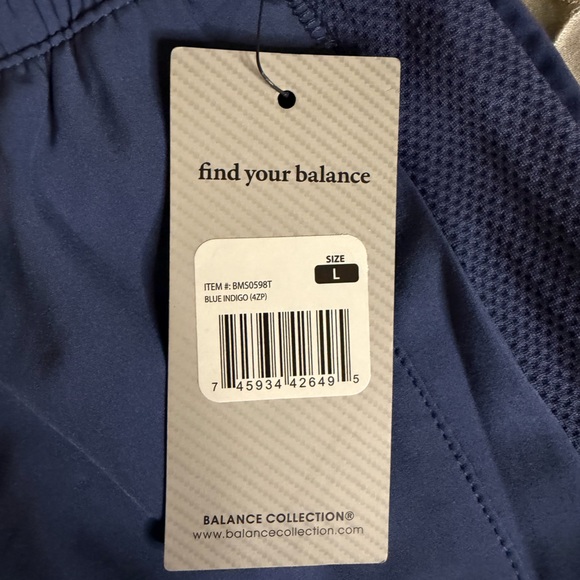 find your balance
SIZE
L
ITEM #: BMS0598T
BLUE INDIGO (4ZP)
7 45934 42649 5
BALANCE COLLECTION®
www.balancecollection.com